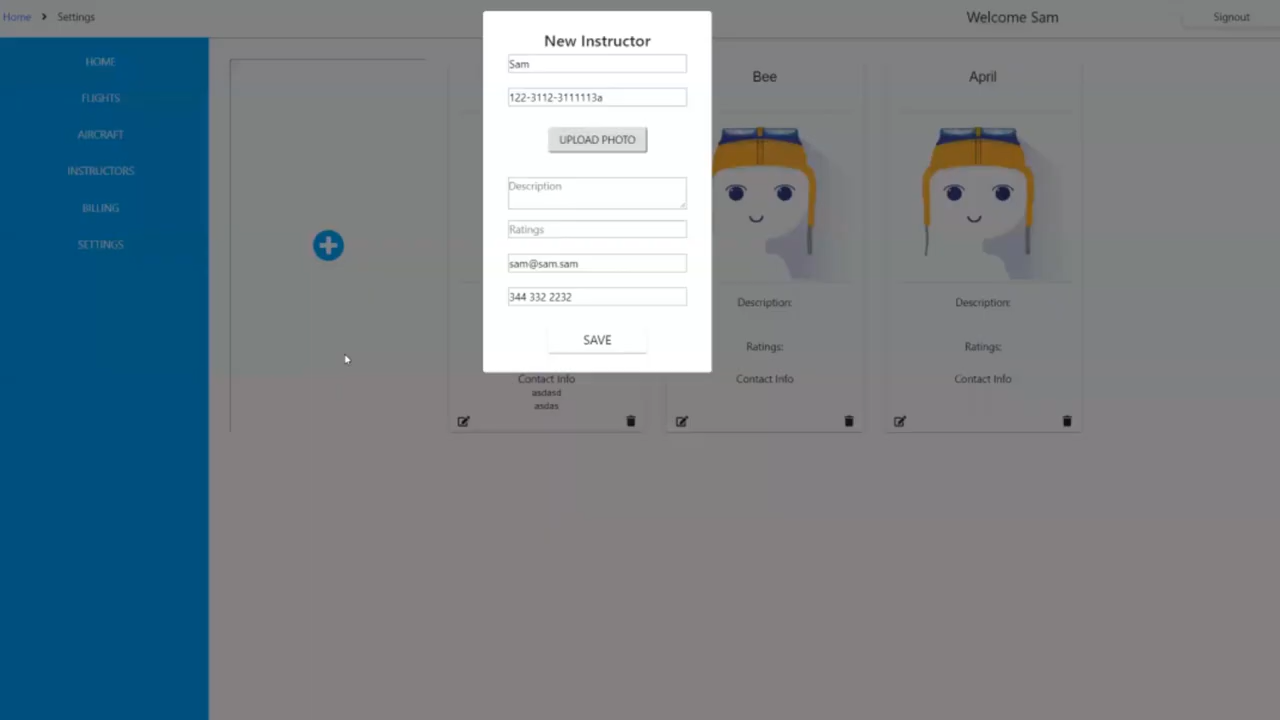 Home > Settings
Welcome Sam
Signout
HOME
FLIGHTS
AIRCRAFT
INSTRUCTORS
BILLING
SETTINGS
New Instructor
Sam
122-3112-3111113a
UPLOAD PHOTO
Description
Ratings
sam@sam.sam
344 332 2232
SAVE
Contact Info
asdasd
asdas
Bee
Description:
Ratings:
Contact Info
April
Description:
Ratings:
Contact Info